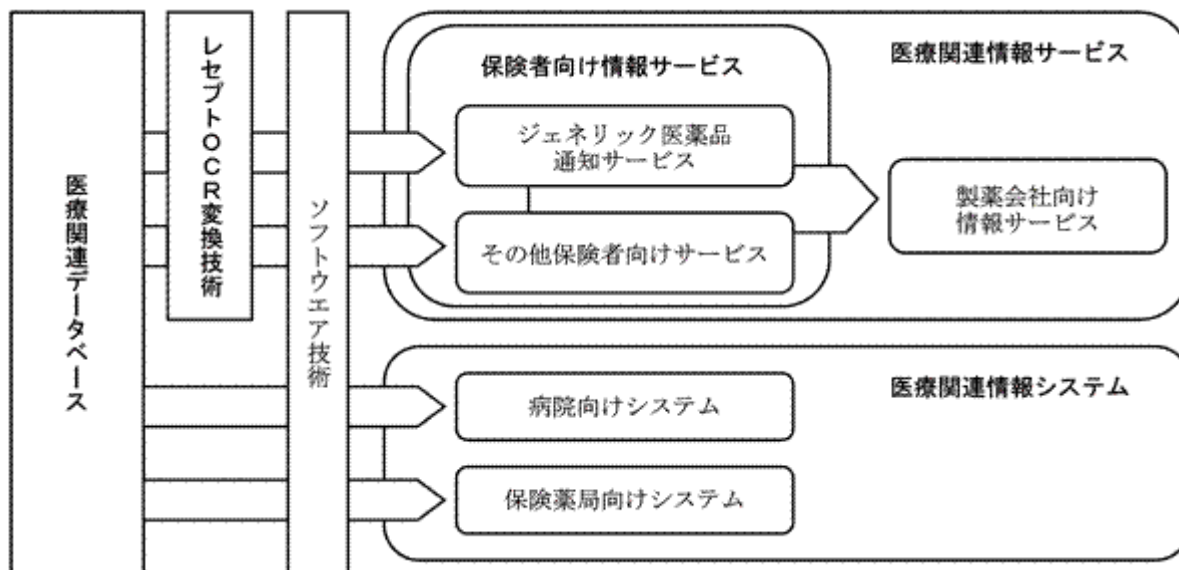 医療関連データベース
レセプトOCR変換技術
ソフトウエア技術
保険者向け情報サービス
医療関連情報サービス
ジェネリック医薬品
通知サービス
その他保険者向けサービス
製薬会社向け
情報サービス
医療関連情報システム
病院向けシステム
保険薬局向けシステム